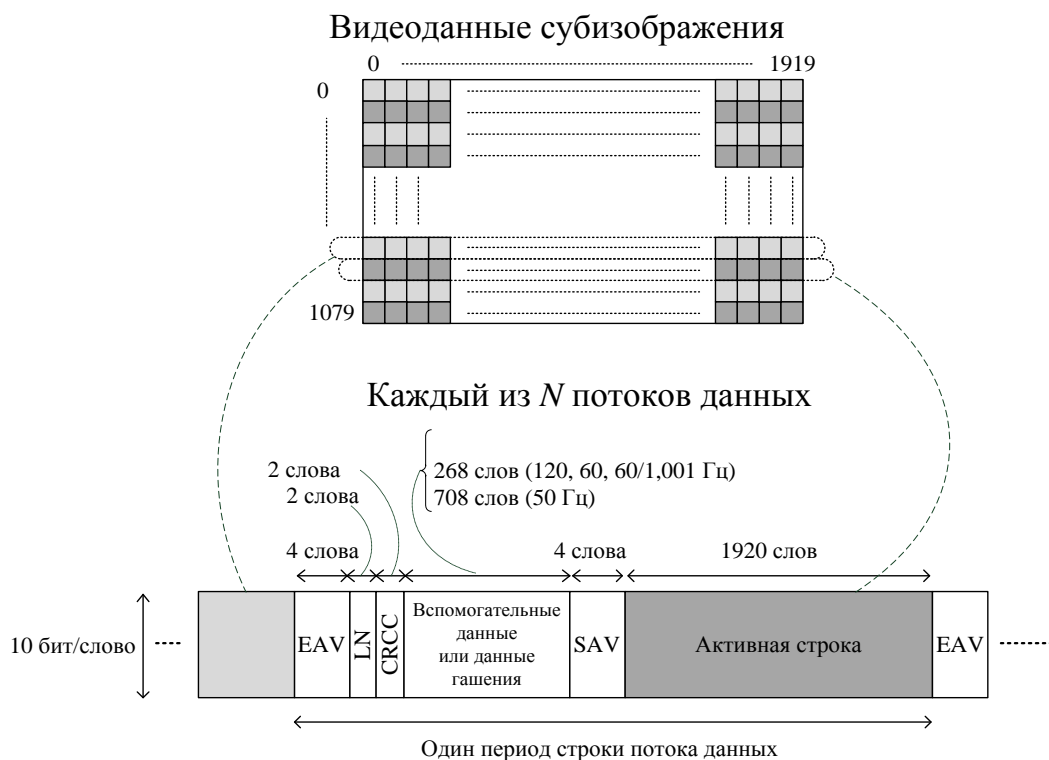 Видеоданные субизображения
0 1919
0
1079
Каждый из N потоков данных
268 слов (120, 60, 60/1,001 Гц)
708 слов (50 Гц)
2 слова
2 слова
4 слова
4 слова
1920 слов
10 бит/слово
EAV
LN
CRCC
Вспомогательные
данные
или данные
гашения
SAV
Активная строка
EAV
Один период строки потока данных